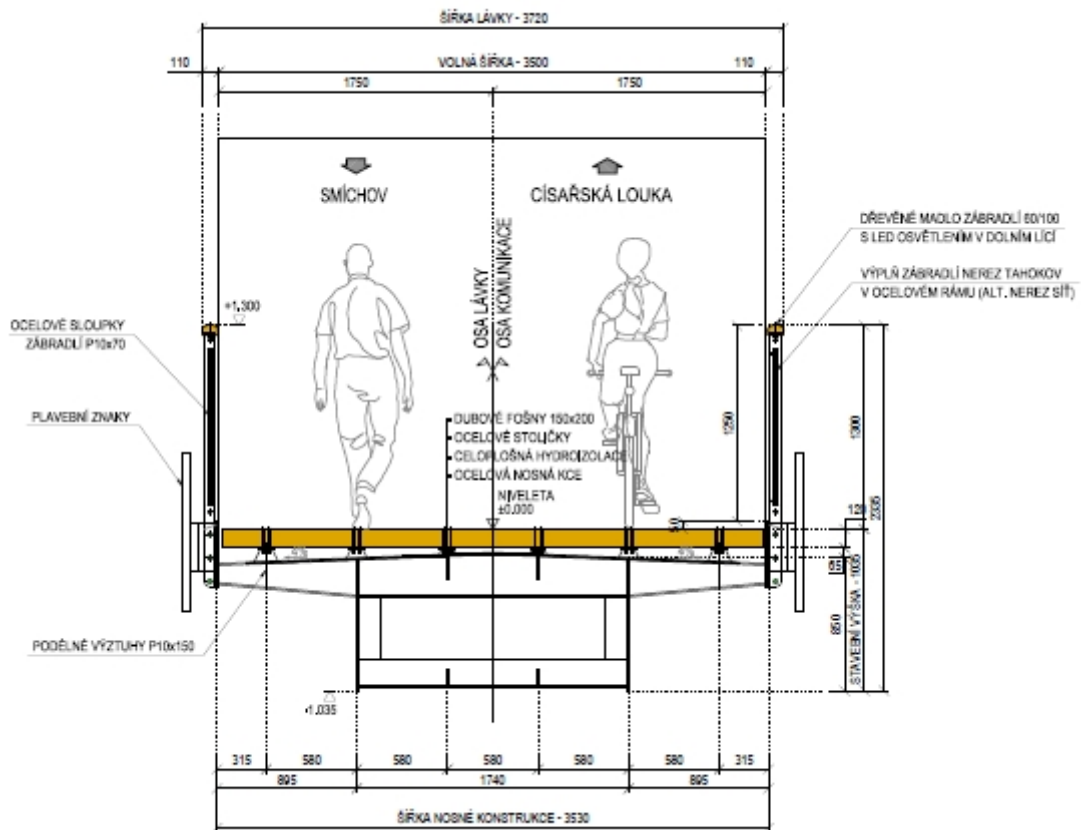 ŠÍŘKA LÁVKY - 3720
110
VOLNÁ ŠÍŘKA - 3500
110
1750
1750
SMÍCHOV
CÍSAŘSKÁ LOUKA
OSA LÁVKY
OSA KOMUNIKACE
DŘEVĚNÉ MADLO ZÁBRADLÍ 60/100
S LED OSVĚTLENÍM V DOLNÍM LÍCÍ
VÝPLŇ ZÁBRADLÍ NEREZ TAHOKOV
V OCELOVÉM RÁMU (ALT. NEREZ SÍŤ)
+1,300
OCELOVÉ SLOUPKY
ZÁBRADLÍ P10x70
PLAVEBNÍ ZNAKY
DUBOVÉ FOŠNY 150x200
OCELOVÉ STOLIČKY
CELOPLOŠNÁ HYDROIZOLACE
OCELOVÁ NOSNÁ KCE
NIVELETA
±0,000
1250
1300
2335
120
50
850
STAVEBNÍ VÝŠKA - 1035
PODÉLNÉ VÝZTUHY P10x150
-1,035
315
580
580
580
580
580
315
895
1740
895
ŠÍŘKA NOSNÉ KONSTRUKCE - 3530